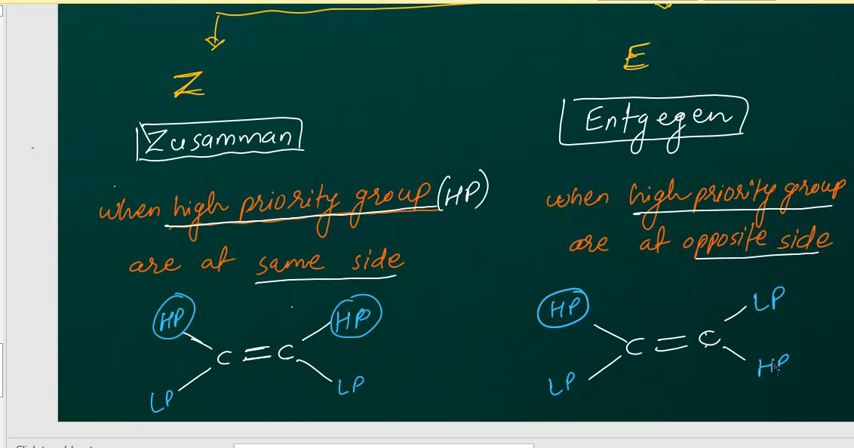 Z
E
Zusamman
Entgegen
when high priority group (HP)
are at same side
when high priority group
are at opposite side
HP HP
C = C
LP LP
HP LP
C = C
LP HP